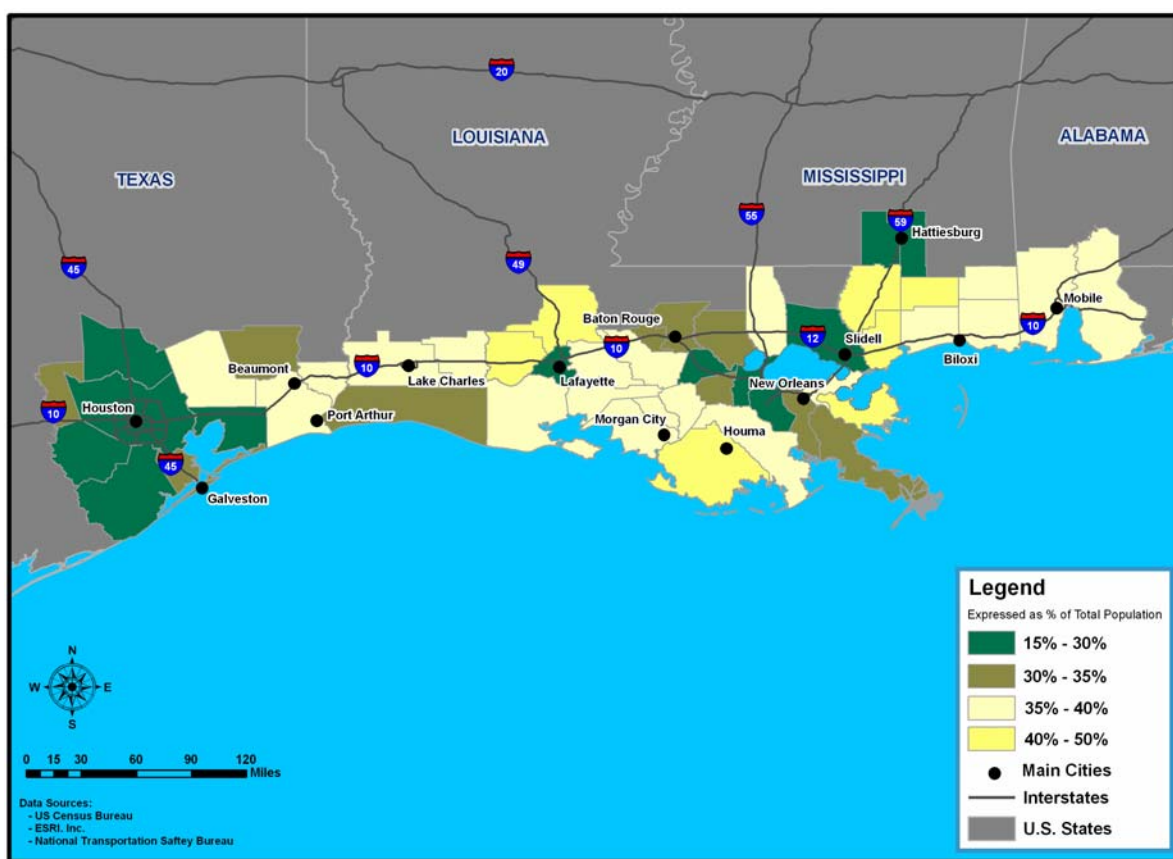 20
LOUISIANA
ALABAMA
TEXAS
MISSISSIPPI
55
59
Hattiesburg
45
49
Mobile
Baton Rouge
12
Slidell
10
10
Biloxi
Beaumont
10
Lake Charles
Lafayette
New Orleans
10
Houston
Port Arthur
Morgan City
Houma
45
Galveston
Legend
Expressed as % of Total Population
15% - 30%
30% - 35%
35% - 40%
40% - 50%
Main Cities
Interstates
U.S. States
N
W E
S
0 15 30 60 90 120
Miles
Data Sources:
- US Census Bureau
- ESRI. Inc.
- National Transportation Saftey Bureau